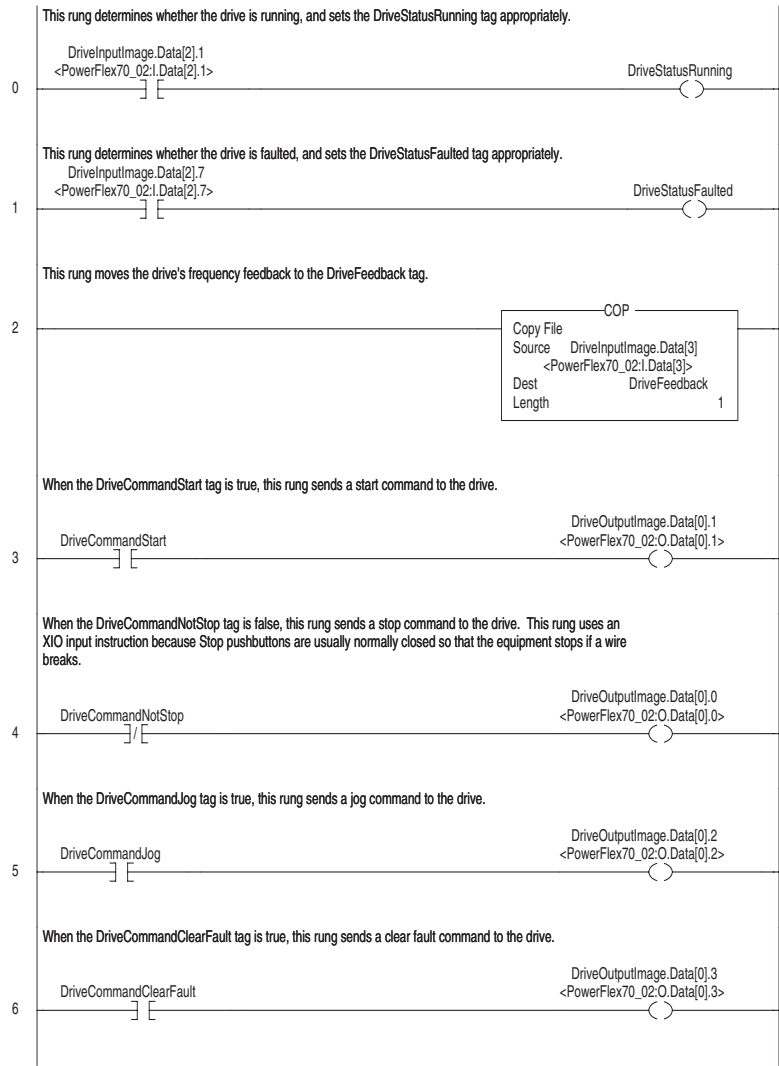 This rung determines whether the drive is running, and sets the DriveStatusRunning tag appropriately.
DriveInputImage.Data[2].1
<PowerFlex70_02:I.Data[2].1>
DriveStatusRunning
0
This rung determines whether the drive is faulted, and sets the DriveStatusFaulted tag appropriately.
DriveInputImage.Data[2].7
<PowerFlex70_02:I.Data[2].7>
DriveStatusFaulted
1
This rung moves the drive's frequency feedback to the DriveFeedback tag.
COP
2
Copy File
Source DriveInputImage.Data[3]
<PowerFlex70_02:I.Data[3]>
Dest DriveFeedback
Length 1
When the DriveCommandStart tag is true, this rung sends a start command to the drive.
DriveOutputImage.Data[0].1
DriveCommandStart <PowerFlex70_02:O.Data[0].1>
3
When the DriveCommandNotStop tag is false, this rung sends a stop command to the drive. This rung uses an
XIO input instruction because Stop pushbuttons are usually normally closed so that the equipment stops if a wire
breaks.
DriveOutputImage.Data[0].0
DriveCommandNotStop <PowerFlex70_02:O.Data[0].0>
4
When the DriveCommandJog tag is true, this rung sends a jog command to the drive.
DriveOutputImage.Data[0].2
DriveCommandJog <PowerFlex70_02:O.Data[0].2>
5
When the DriveCommandClearFault tag is true, this rung sends a clear fault command to the drive.
DriveOutputImage.Data[0].3
DriveCommandClearFault <PowerFlex70_02:O.Data[0].3>
6